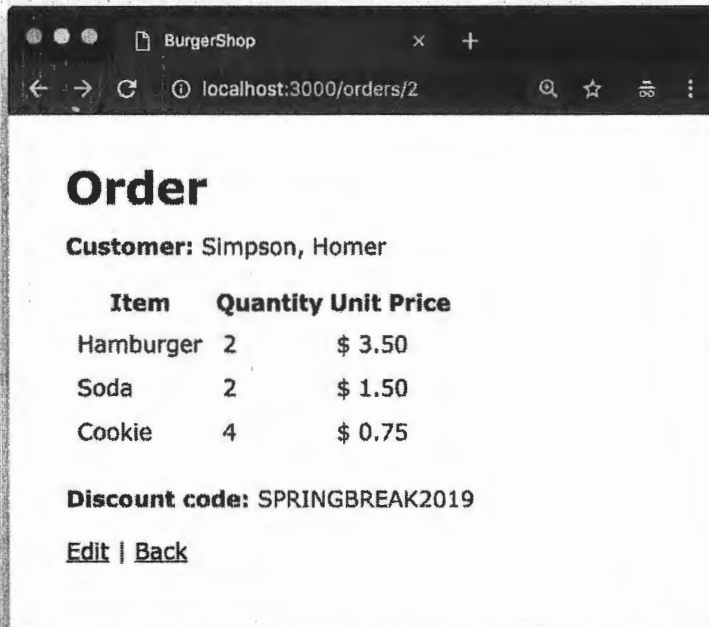 BurgerShop
localhost:3000/orders/2
Order
Customer: Simpson, Homer
Item Quantity Unit Price
Hamburger 2 $ 3.50
Soda 2 $ 1.50
Cookie 4 $ 0.75
Discount code: SPRINGBREAK2019
Edit | Back